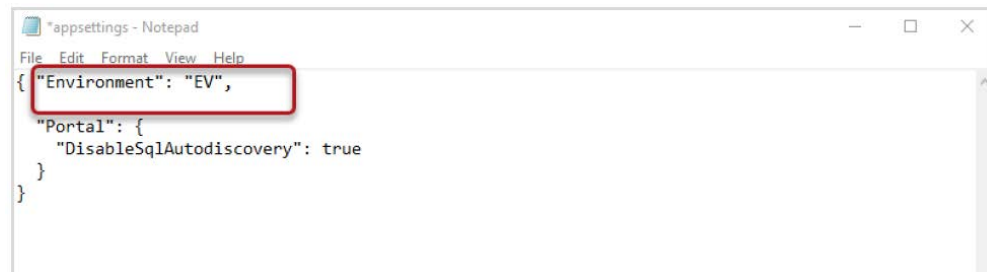 *appsettings - Notepad
File Edit Format View Help
{ "Environment": "EV",
"Portal": {
"DisableSqlAutodiscovery": true
}
}